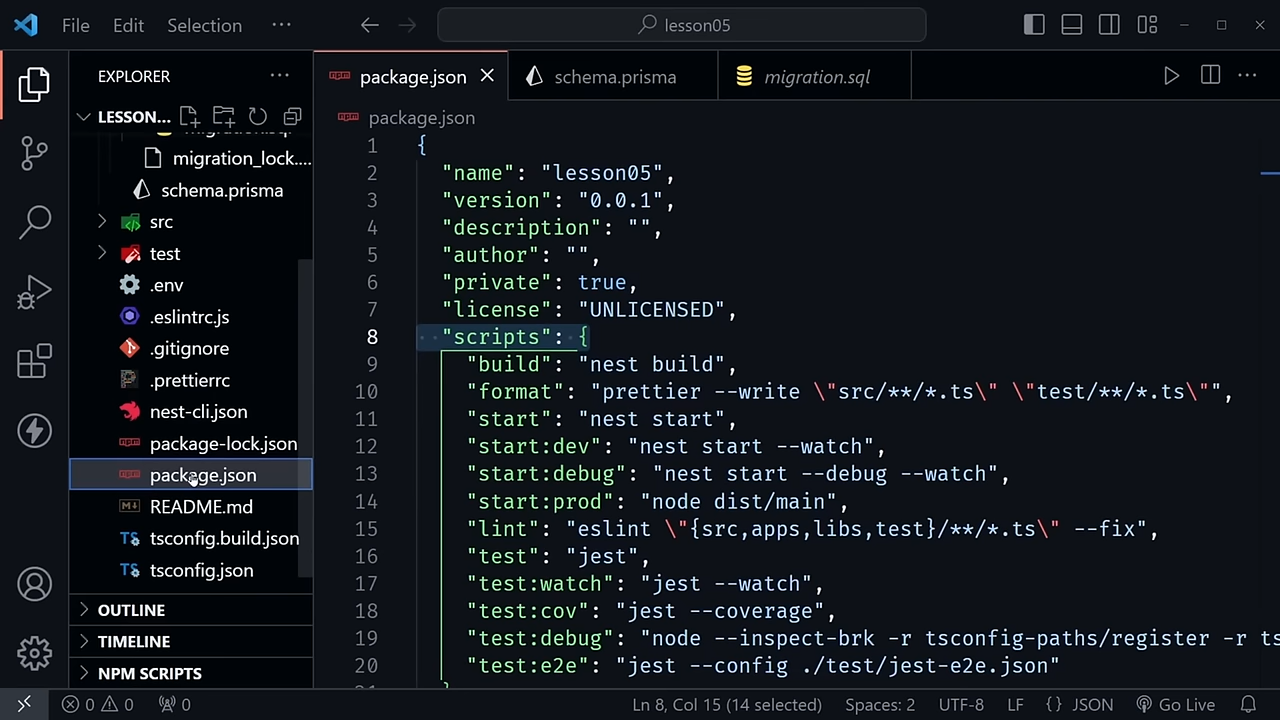 File Edit Selection ··· lesson05
EXPLORER ···
LESSON...
migration.sql
migration_lock....
schema.prisma
src
test
.env
.eslintrc.js
.gitignore
.prettierrc
nest-cli.json
package-lock.json
package.json
README.md
tsconfig.build.json
tsconfig.json
OUTLINE
TIMELINE
NPM SCRIPTS
package.json schema.prisma migration.sql
package.json
1 {
2 "name": "lesson05",
3 "version": "0.0.1",
4 "description": "",
5 "author": "",
6 "private": true,
7 "license": "UNLICENSED",
8 "scripts": {
9 "build": "nest build",
10 "format": "prettier --write \"src/**/*.ts\" \"test/**/*.ts\"",
11 "start": "nest start",
12 "start:dev": "nest start --watch",
13 "start:debug": "nest start --debug --watch",
14 "start:prod": "node dist/main",
15 "lint": "eslint \"{src,apps,libs,test}/**/*.ts\" --fix",
16 "test": "jest",
17 "test:watch": "jest --watch",
18 "test:cov": "jest --coverage",
19 "test:debug": "node --inspect-brk -r tsconfig-paths/register -r ts
20 "test:e2e": "jest --config ./test/jest-e2e.json"
0 0 0 Ln 8, Col 15 (14 selected) Spaces: 2 UTF-8 LF {} JSON Go Live